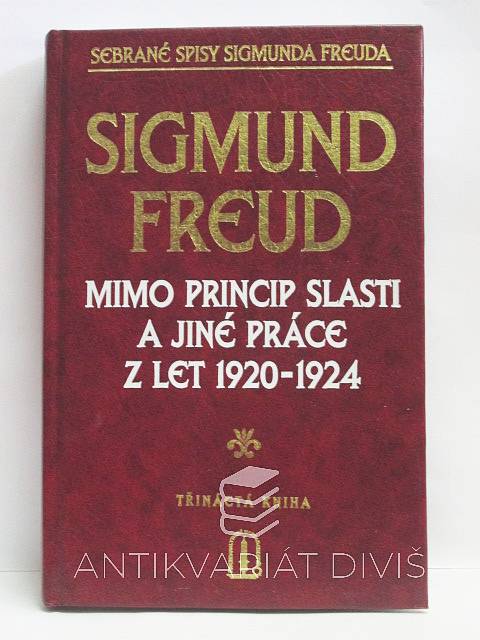 SEBRANÉ SPISY SIGMUNDA FREUDA
SIGMUND
FREUD
MIMO PRINCIP SLASTI
A JINÉ PRÁCE
Z LET 1920-1924
TŘINÁCTÁ KNIHA
ANTIKVARIÁT DIVIŠ